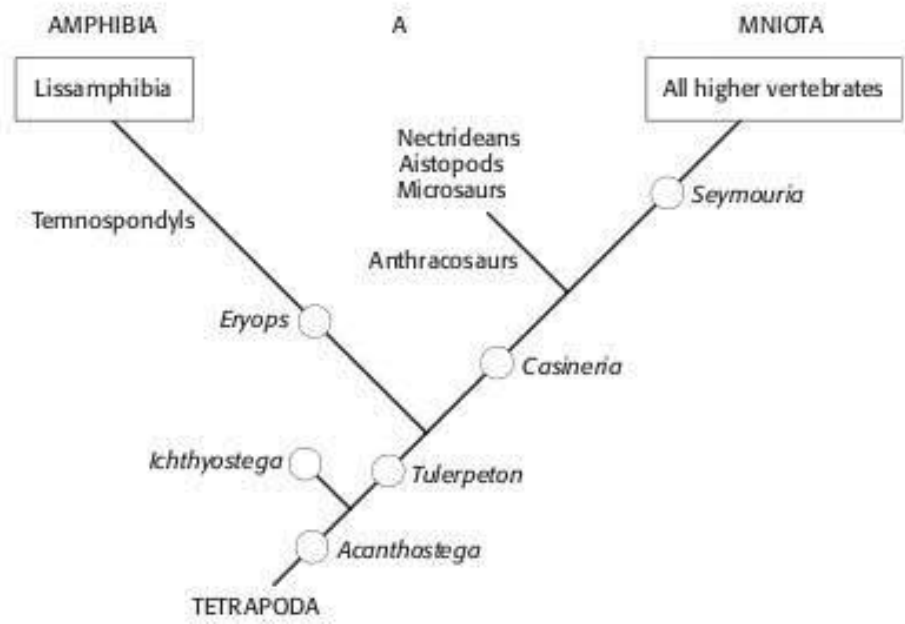 AMPHIBIA
A
MNIOTA
Lissamphibia
All higher vertebrates
Nectrideans
Aistopods
Microsaurs
Seymouria
Temnospondyls
Anthracosaurs
Eryops
Casineria
Ichthyostega
Tulerpeton
Acanthostega
TETRAPODA